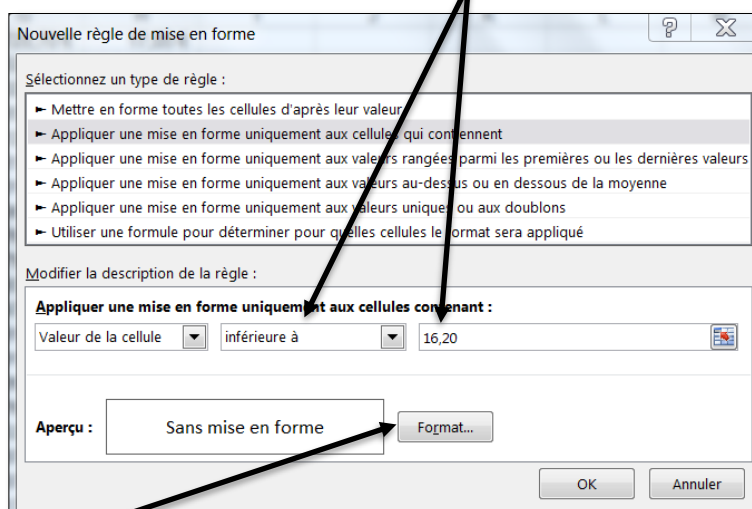 Nouvelle règle de mise en forme
Sélectionnez un type de règle :
► Mettre en forme toutes les cellules d'après leur valeur
► Appliquer une mise en forme uniquement aux cellules qui contiennent
► Appliquer une mise en forme uniquement aux valeurs rangées parmi les premières ou les dernières valeurs
► Appliquer une mise en forme uniquement aux valeurs au-dessus ou en dessous de la moyenne
► Appliquer une mise en forme uniquement aux valeurs uniques ou aux doublons
► Utiliser une formule pour déterminer pour quelles cellules le format sera appliqué
Modifier la description de la règle :
Appliquer une mise en forme uniquement aux cellules contenant :
Valeur de la cellule inférieure à 16,20
Aperçu : Sans mise en forme Format...
OK Annuler